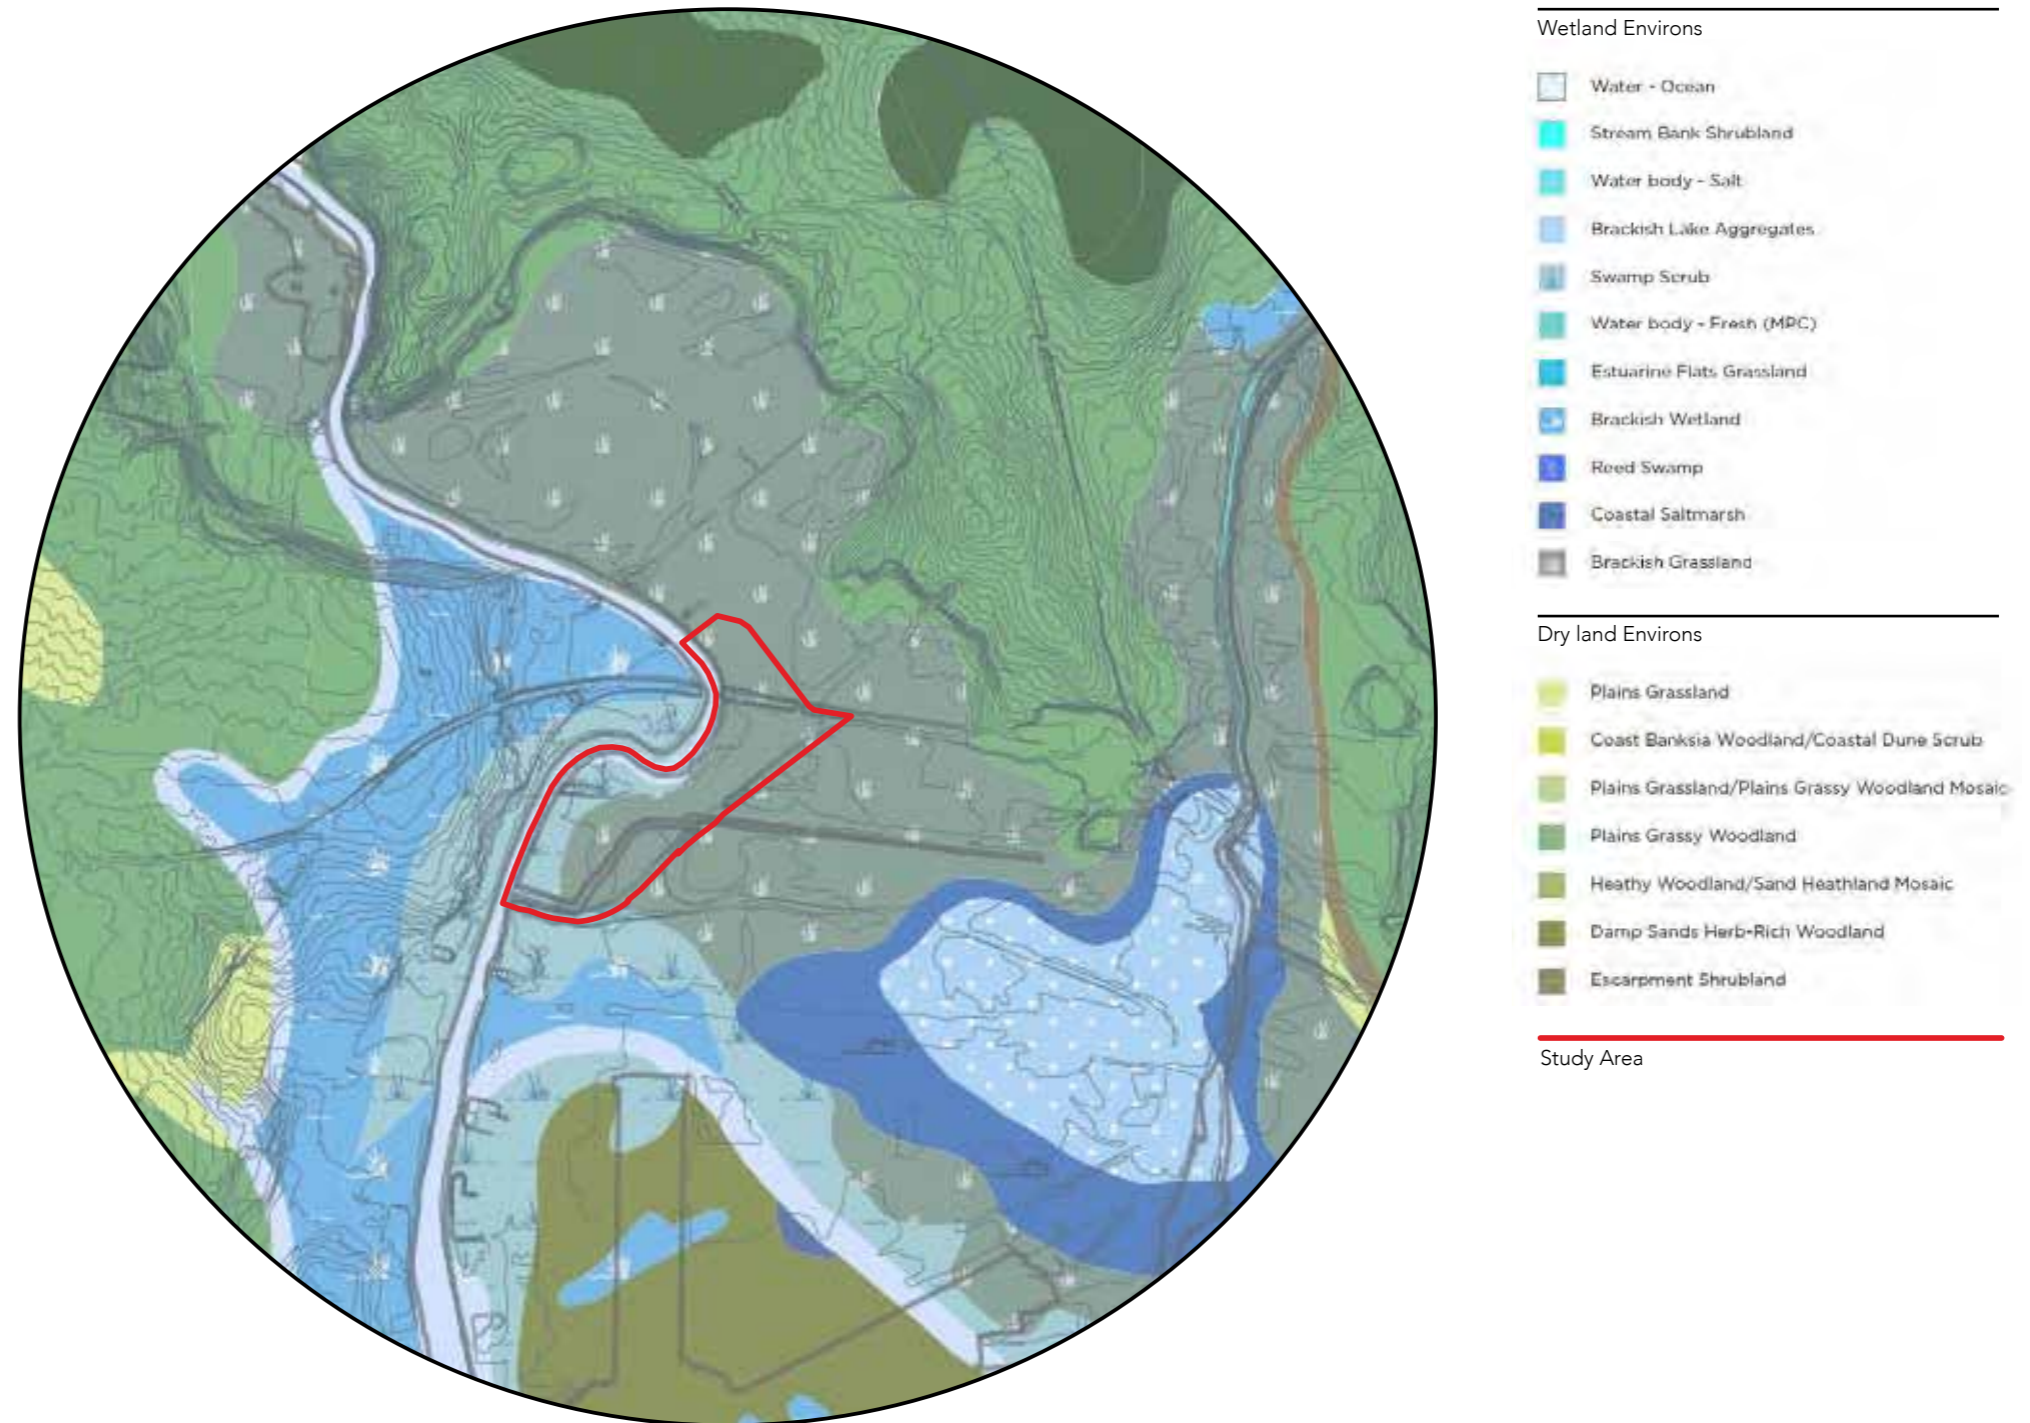 Wetland Environs
Water - Ocean
Stream Bank Shrubland
Water body - Salt
Brackish Lake Aggregates
Swamp Scrub
Water body - Fresh (MPC)
Estuarine Flats Grassland
Brackish Wetland
Reed Swamp
Coastal Saltmarsh
Brackish Grassland
Dry land Environs
Plains Grassland
Coast Banksia Woodland/Coastal Dune Scrub
Plains Grassland/Plains Grassy Woodland Mosaic
Plains Grassy Woodland
Heathy Woodland/Sand Heathland Mosaic
Damp Sands Herb-Rich Woodland
Escarpment Shrubland
Study Area